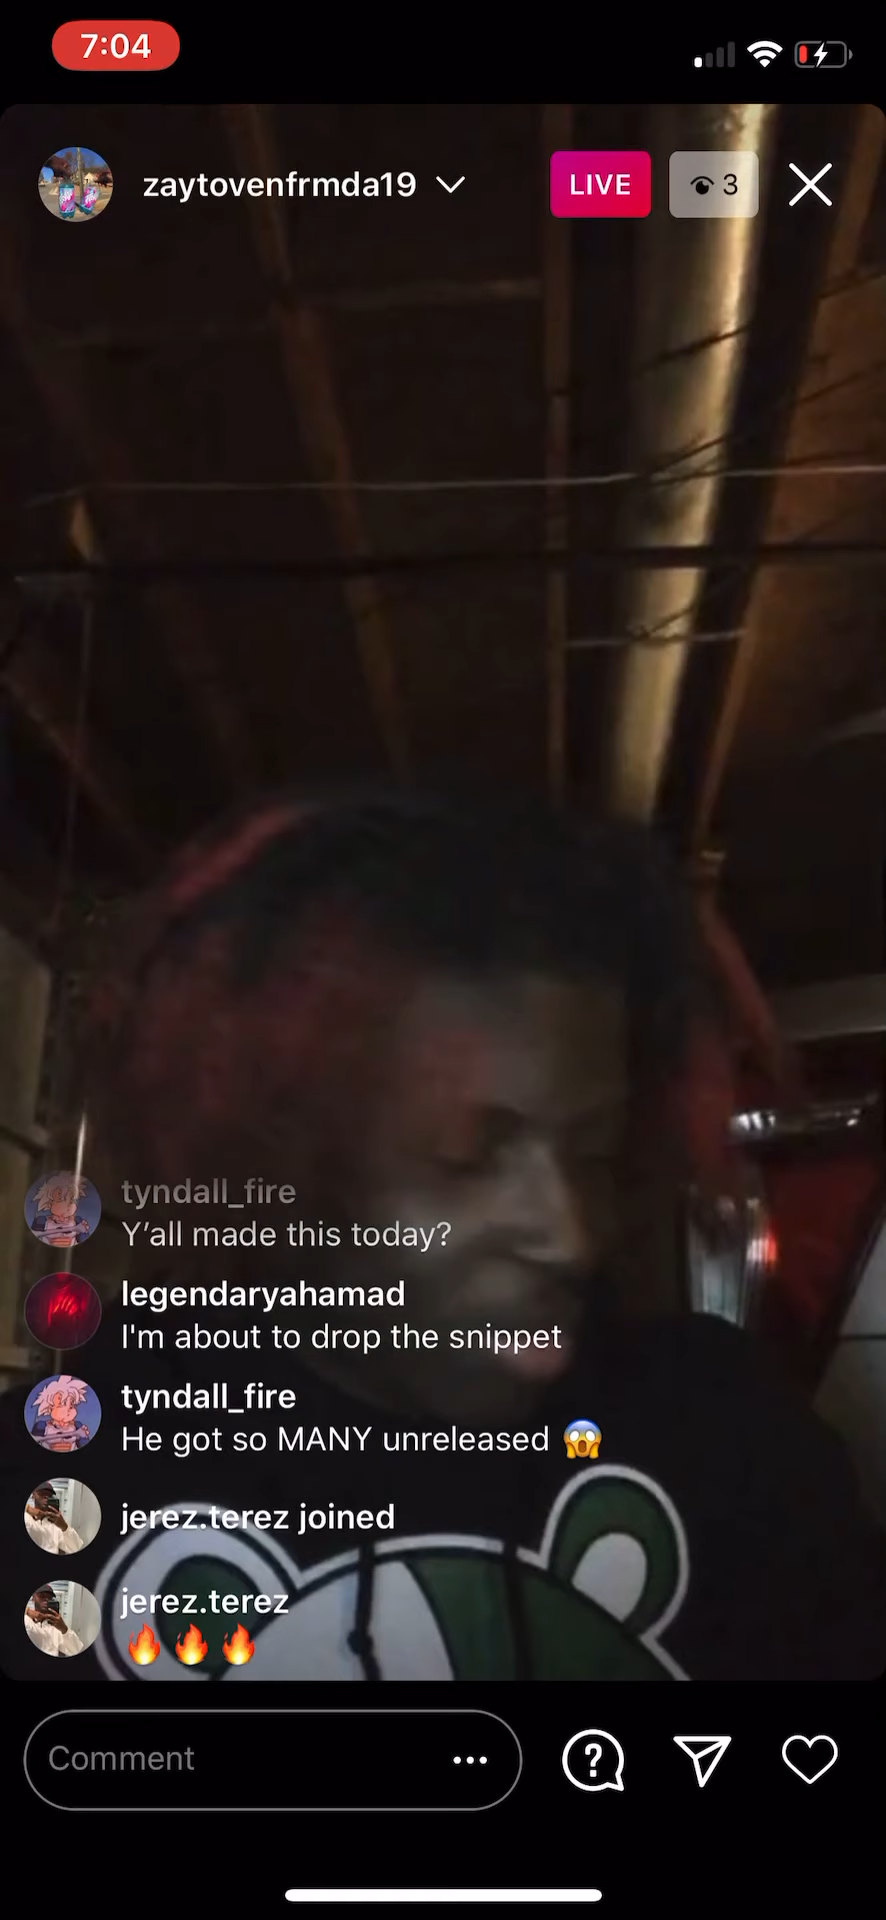 7:04
zaytovenfrmda19
LIVE
3
tyndall_fire
Y’all made this today?
legendaryahamad
I'm about to drop the snippet
tyndall_fire
He got so MANY unreleased 😱
jerez.terez joined
jerez.terez
🔥🔥🔥
Comment